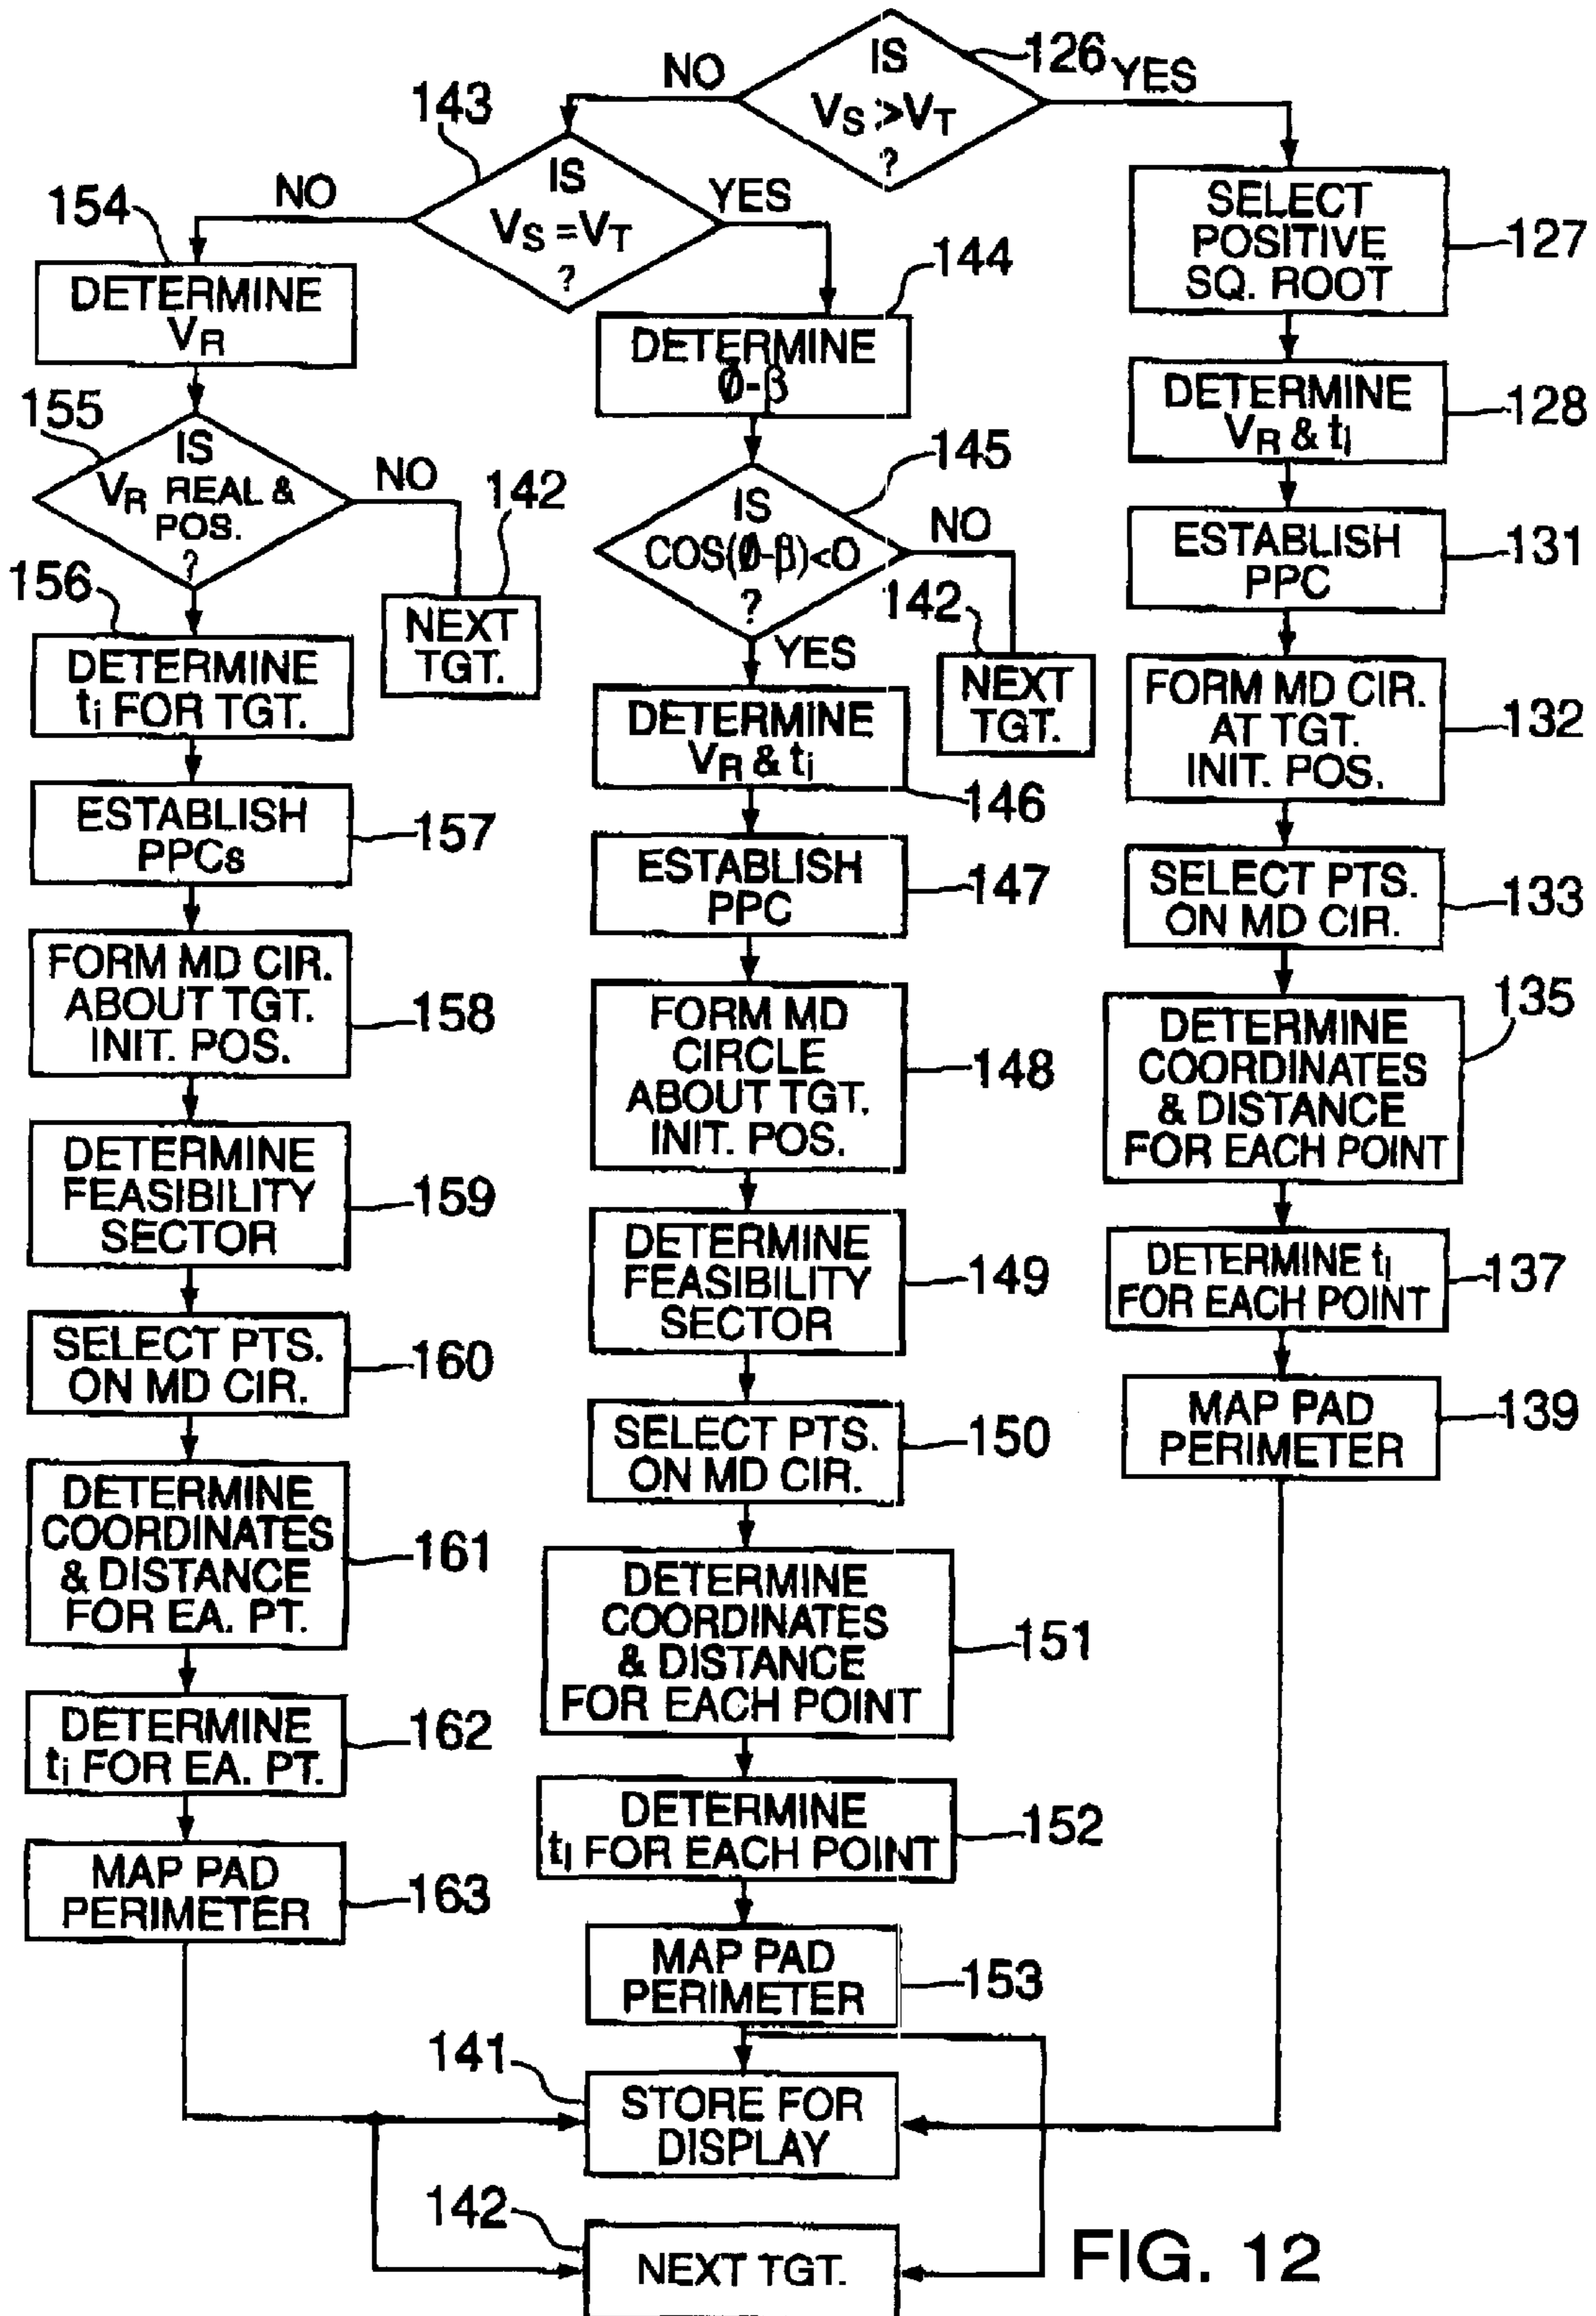 IS
VS >VT
?
126
NO
YES
143
IS
VS =VT
?
NO
YES
154
DETERMINE
VR
155
IS
VR REAL &
POS.
?
NO
142
NEXT
TGT.
156
DETERMINE
ti FOR TGT.
ESTABLISH
PPCs
157
FORM MD CIR.
ABOUT TGT.
INIT. POS.
158
DETERMINE
FEASIBILITY
SECTOR
159
SELECT PTS.
ON MD CIR.
160
DETERMINE
COORDINATES
& DISTANCE
FOR EA. PT.
161
DETERMINE
ti FOR EA. PT.
162
MAP PAD
PERIMETER
163
144
DETERMINE
Ø-β
145
IS
COS(Ø-β)<0
?
NO
YES
142
NEXT
TGT.
DETERMINE
VR & ti
146
ESTABLISH
PPC
147
FORM MD
CIRCLE
ABOUT TGT.
INIT. POS.
148
DETERMINE
FEASIBILITY
SECTOR
149
SELECT PTS.
ON MD CIR.
150
DETERMINE
COORDINATES
& DISTANCE
FOR EACH POINT
151
DETERMINE
ti FOR EACH POINT
152
MAP PAD
PERIMETER
153
SELECT
POSITIVE
SQ. ROOT
127
DETERMINE
VR & ti
128
ESTABLISH
PPC
131
FORM MD CIR.
AT TGT.
INIT. POS.
132
SELECT PTS.
ON MD CIR.
133
DETERMINE
COORDINATES
& DISTANCE
FOR EACH POINT
135
DETERMINE ti
FOR EACH POINT
137
MAP PAD
PERIMETER
139
141
STORE FOR
DISPLAY
142
NEXT TGT.
FIG. 12